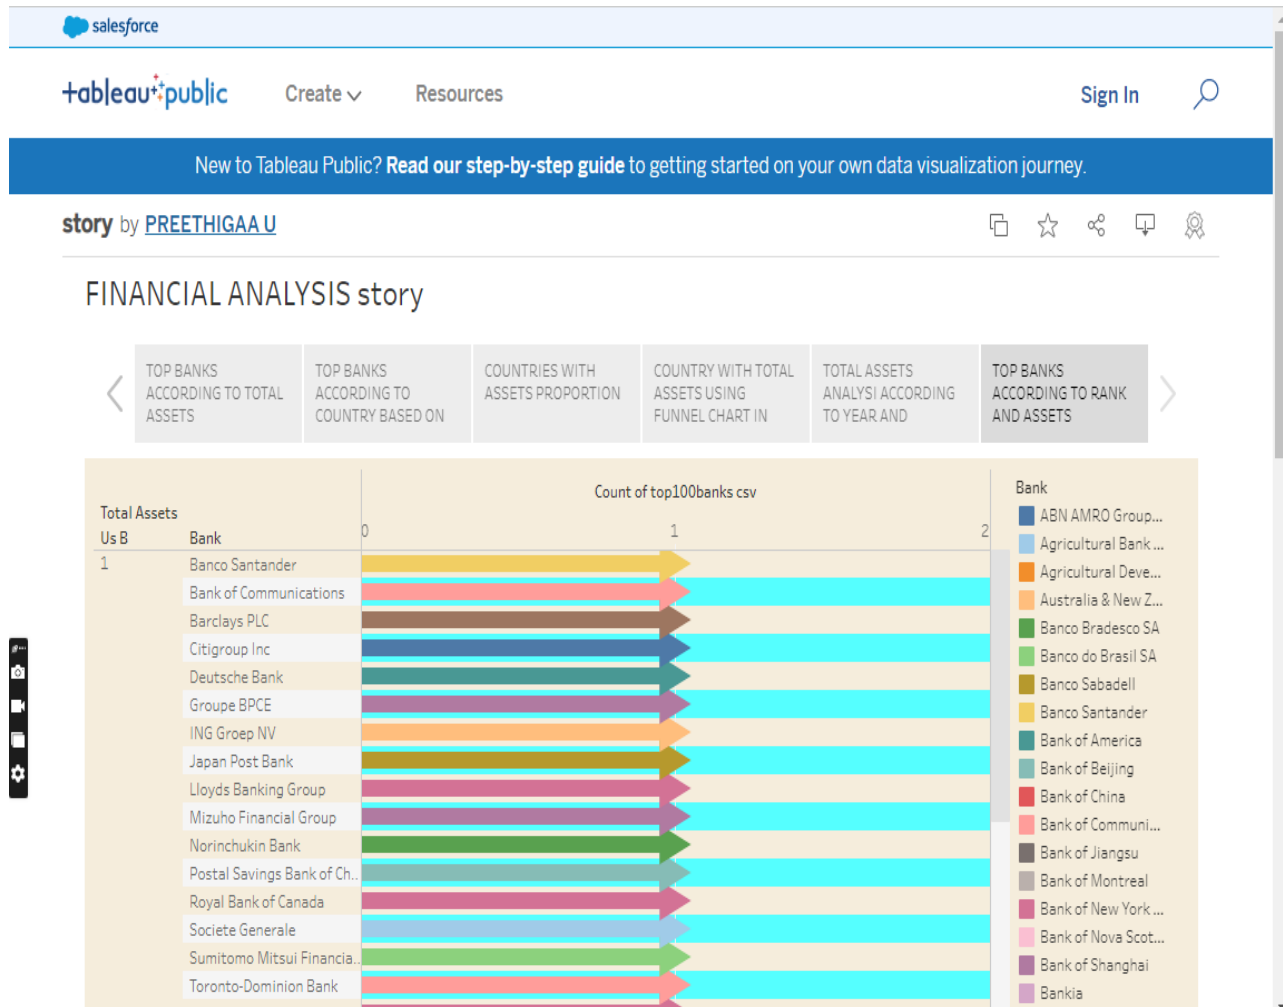 salesforce
+ableau public
Create
Resources
Sign In
New to Tableau Public? Read our step-by-step guide to getting started on your own data visualization journey.
story by PREETHIGAA U
FINANCIAL ANALYSIS story
TOP BANKS
ACCORDING TO TOTAL
ASSETS
TOP BANKS
ACCORDING TO
COUNTRY BASED ON
COUNTRIES WITH
ASSETS PROPORTION
COUNTRY WITH TOTAL
ASSETS USING
FUNNEL CHART IN
TOTAL ASSETS
ANALYSI ACCORDING
TO YEAR AND
TOP BANKS
ACCORDING TO RANK
AND ASSETS
Count of top100banks csv
Total Assets
Us B
Bank
0
1
2
1
Banco Santander
Bank of Communications
Barclays PLC
Citigroup Inc
Deutsche Bank
Groupe BPCE
ING Groep NV
Japan Post Bank
Lloyds Banking Group
Mizuho Financial Group
Norinchukin Bank
Postal Savings Bank of Ch..
Royal Bank of Canada
Societe Generale
Sumitomo Mitsui Financia..
Toronto-Dominion Bank
Bank
ABN AMRO Group...
Agricultural Bank ...
Agricultural Deve...
Australia & New Z...
Banco Bradesco SA
Banco do Brasil SA
Banco Sabadell
Banco Santander
Bank of America
Bank of Beijing
Bank of China
Bank of Communi...
Bank of Jiangsu
Bank of Montreal
Bank of New York ...
Bank of Nova Scot...
Bank of Shanghai
Bankia